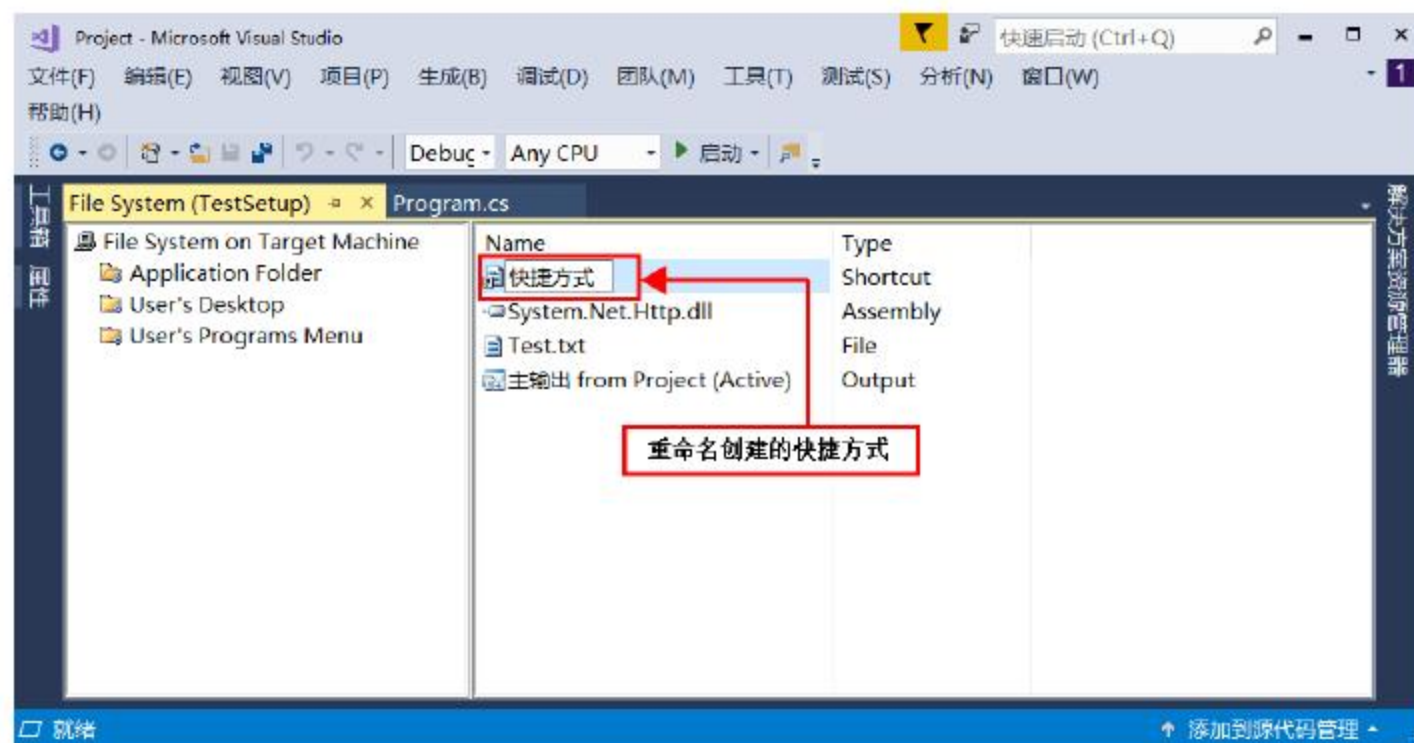 Project - Microsoft Visual Studio
快速启动 (Ctrl+Q)
文件(F) 编辑(E) 视图(V) 项目(P) 生成(B) 调试(D) 团队(M) 工具(T) 测试(S) 分析(N) 窗口(W)
1
帮助(H)
Debug Any CPU 启动
工具箱
属性
File System (TestSetup) Program.cs
File System on Target Machine
Application Folder
User's Desktop
User's Programs Menu
Name Type
快捷方式 Shortcut
System.Net.Http.dll Assembly
Test.txt File
主输出 from Project (Active) Output
重命名创建的快捷方式
解决方案资源管理器
就绪 添加到源代码管理